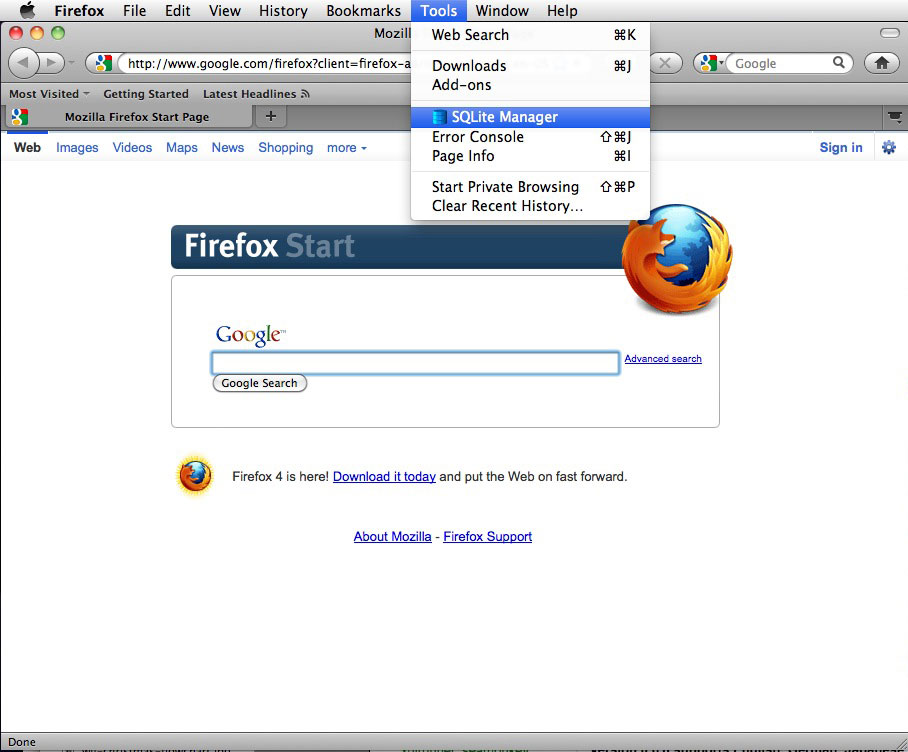 Firefox File Edit View History Bookmarks Tools Window Help
Mozill
Web Search ⌘K
http://www.google.com/firefox?client=firefox-a
Google
Downloads ⌘J
Add-ons
Most Visited Getting Started Latest Headlines
Mozilla Firefox Start Page
+
SQLite Manager
Error Console ⇧⌘J
Page Info ⌘I
Web Images Videos Maps News Shopping more
Sign in
Start Private Browsing ⇧⌘P
Clear Recent History...
Firefox Start
Google™
Advanced search
Google Search
Firefox 4 is here! Download it today and put the Web on fast forward.
About Mozilla - Firefox Support
Done